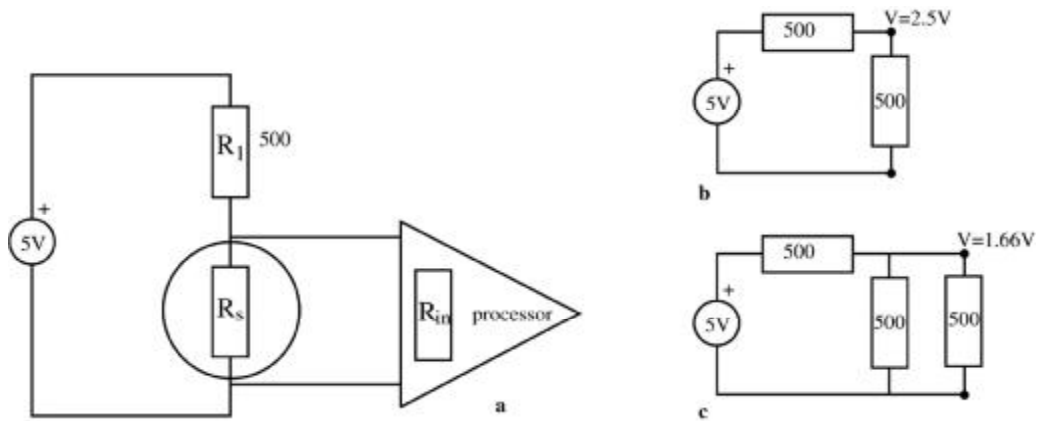 R1 500
+
5V
Rs
Rin processor
a
500 V=2.5V
+
5V
500
b
500 V=1.66V
+
5V
500 500
c